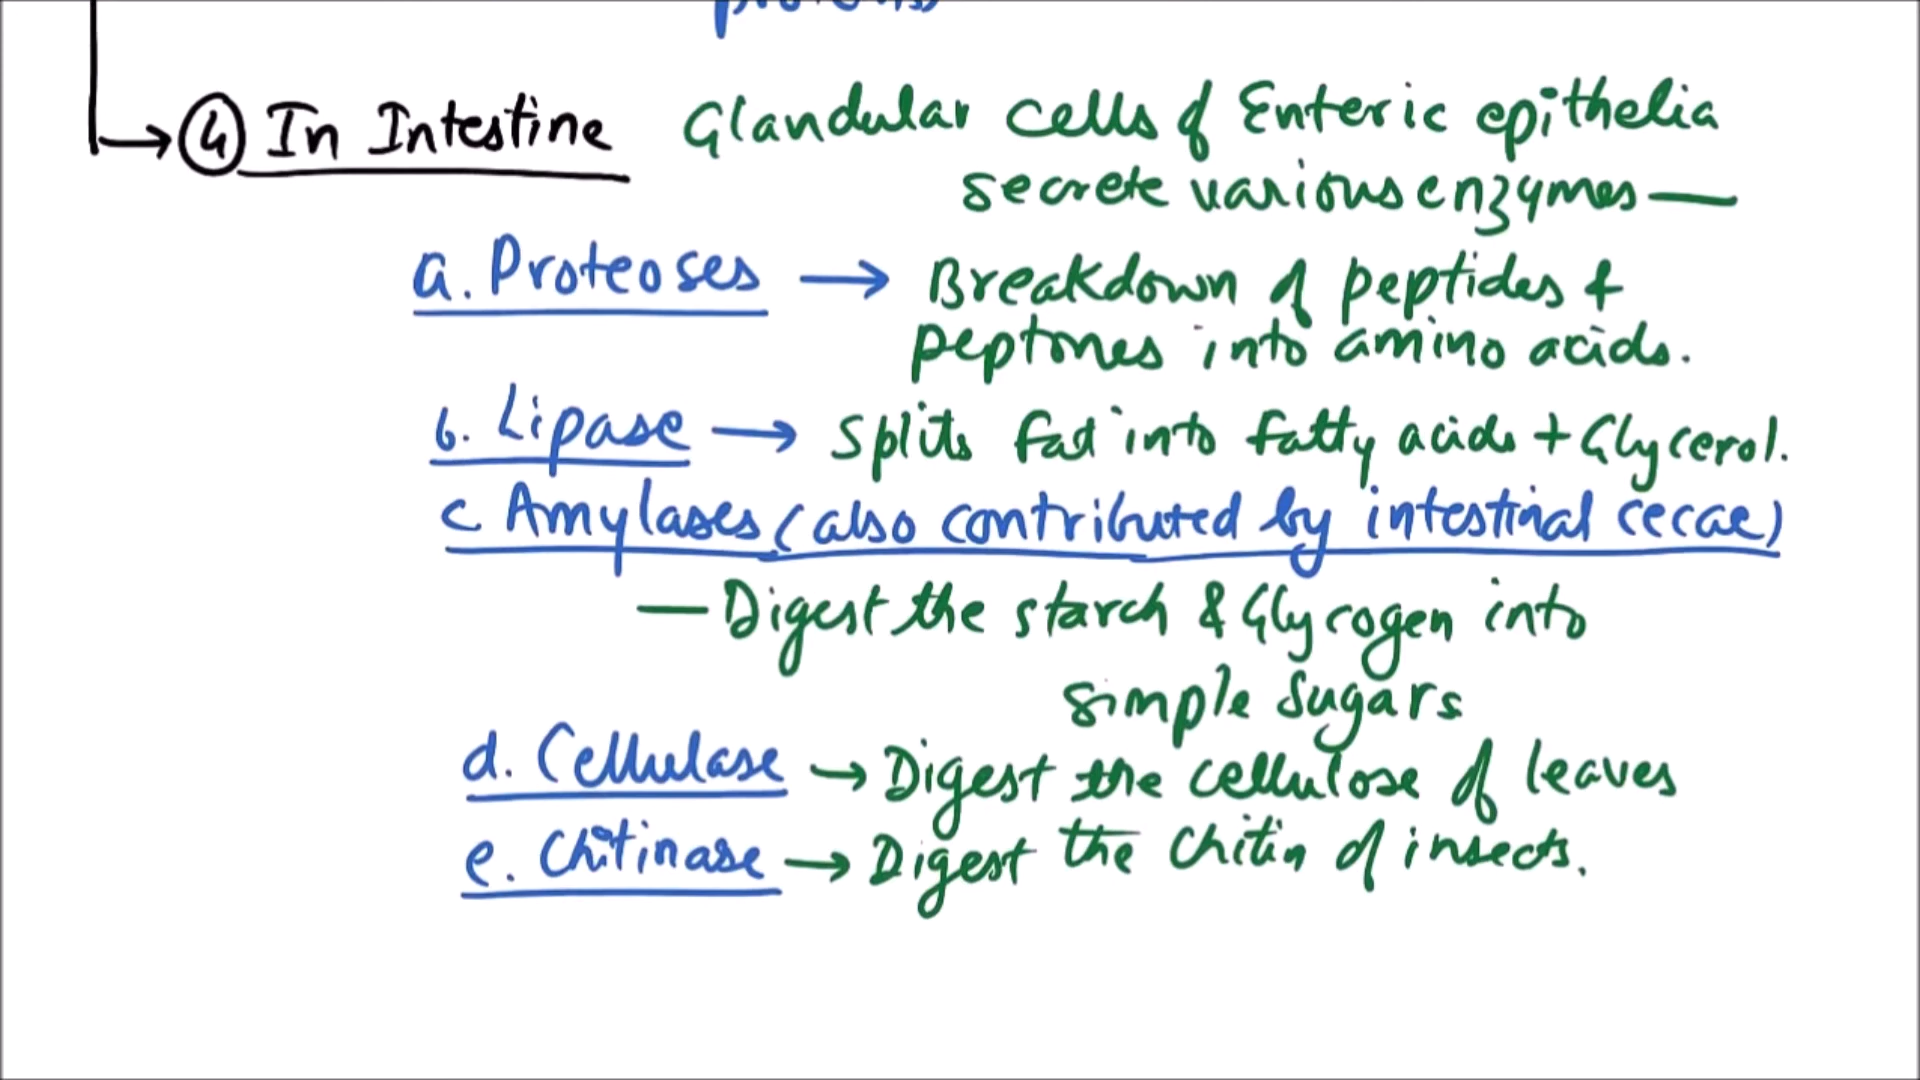 ④ In Intestine Glandular cells of Enteric epithelia
secrete various enzymes —
a. Proteoses → Breakdown of peptides &
peptones into amino acids.
b. Lipase → Splits fat into fatty acids + Glycerol.
c Amylases (also contributed by intestinal cecae)
— Digest the starch & Glycogen into
simple sugars
d. Cellulase → Digest the cellulose of leaves
e. Chitinase → Digest the Chitin of insects.